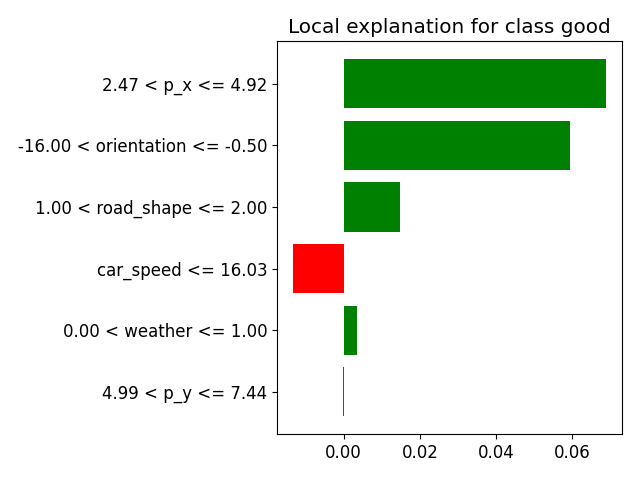 Local explanation for class good
2.47 < p_x <= 4.92
-16.00 < orientation <= -0.50
1.00 < road_shape <= 2.00
car_speed <= 16.03
0.00 < weather <= 1.00
4.99 < p_y <= 7.44
0.00 0.02 0.04 0.06